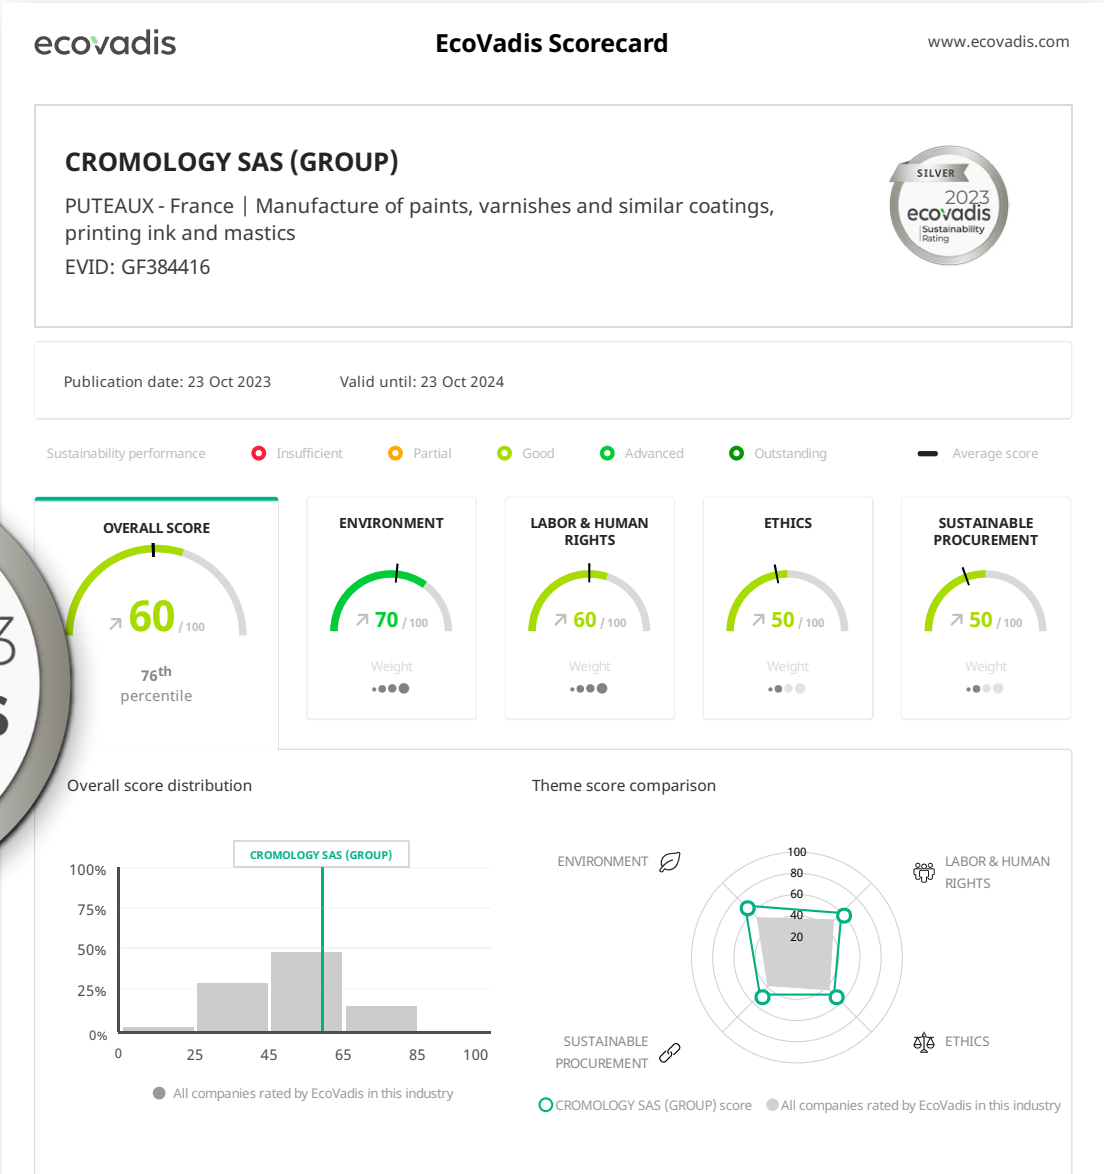 ecovadis
EcoVadis Scorecard
www.ecovadis.com
CROMOLOGY SAS (GROUP)
PUTEAUX - France | Manufacture of paints, varnishes and similar coatings,
printing ink and mastics
EVID: GF384416
SILVER
2023
ecovadis
Sustainability
Rating
Publication date: 23 Oct 2023
Valid until: 23 Oct 2024
Sustainability performance
Insufficient
Partial
Good
Advanced
Outstanding
Average score
OVERALL SCORE
60 / 100
76th
percentile
ENVIRONMENT
70 / 100
Weight
LABOR & HUMAN
RIGHTS
60 / 100
Weight
ETHICS
50 / 100
Weight
SUSTAINABLE
PROCUREMENT
50 / 100
Weight
3
s
Overall score distribution
CROMOLOGY SAS (GROUP)
100%
75%
50%
25%
0%
0 25 45 65 85 100
All companies rated by EcoVadis in this industry
Theme score comparison
ENVIRONMENT
LABOR & HUMAN
RIGHTS
100
80
60
40
20
SUSTAINABLE
PROCUREMENT
ETHICS
CROMOLOGY SAS (GROUP) score
All companies rated by EcoVadis in this industry